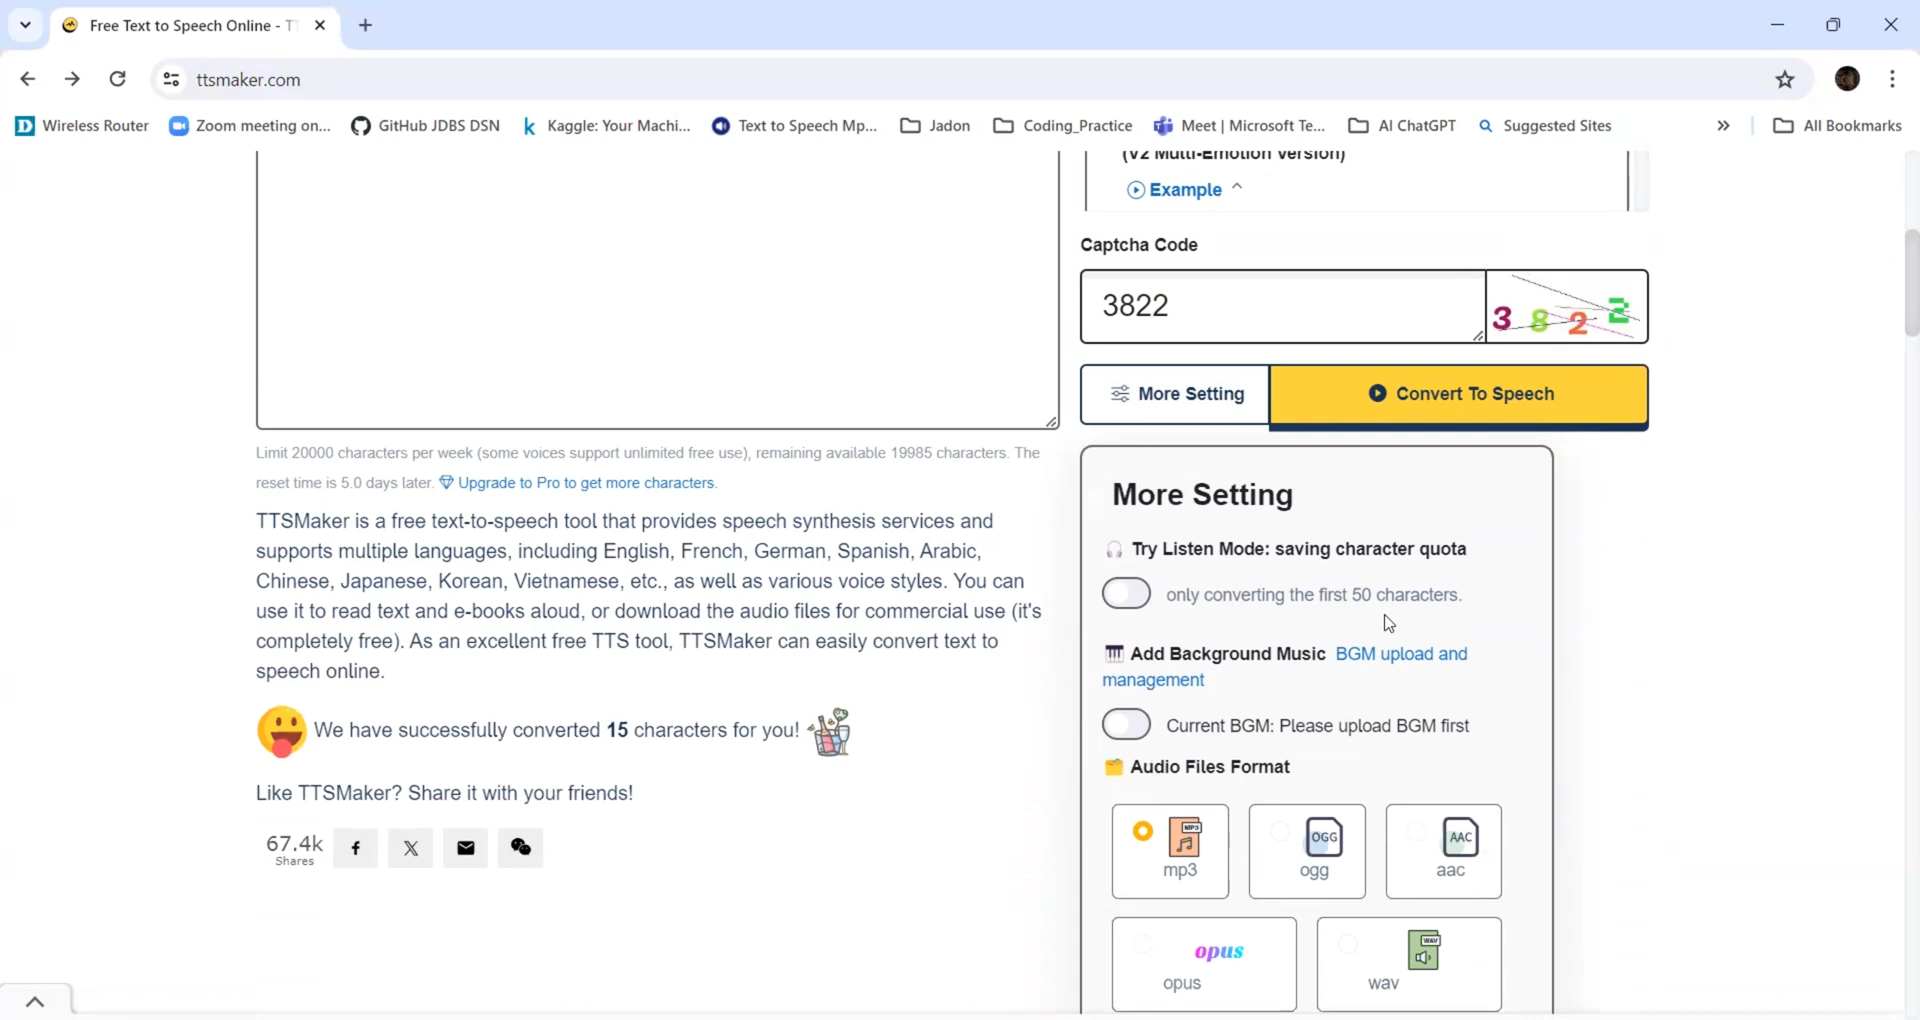 Free Text to Speech Online - T
ttsmaker.com
Wireless Router
Zoom meeting on...
GitHub JDBS DSN
Kaggle: Your Machi...
Text to Speech Mp...
Jadon
Coding_Practice
Meet | Microsoft Te...
AI ChatGPT
Suggested Sites
All Bookmarks
(V2 Multi-Emotion Version)
Example
Captcha Code
3822
3 8 2 2
More Setting
Convert To Speech
Limit 20000 characters per week (some voices support unlimited free use), remaining available 19985 characters. The
reset time is 5.0 days later. Upgrade to Pro to get more characters.
TTSMaker is a free text-to-speech tool that provides speech synthesis services and
supports multiple languages, including English, French, German, Spanish, Arabic,
Chinese, Japanese, Korean, Vietnamese, etc., as well as various voice styles. You can
use it to read text and e-books aloud, or download the audio files for commercial use (it's
completely free). As an excellent free TTS tool, TTSMaker can easily convert text to
speech online.
We have successfully converted 15 characters for you!
Like TTSMaker? Share it with your friends!
67.4k
Shares
More Setting
Try Listen Mode: saving character quota
only converting the first 50 characters.
Add Background Music BGM upload and
management
Current BGM: Please upload BGM first
Audio Files Format
MP3
mp3
OGG
ogg
AAC
aac
opus
opus
WAV
wav